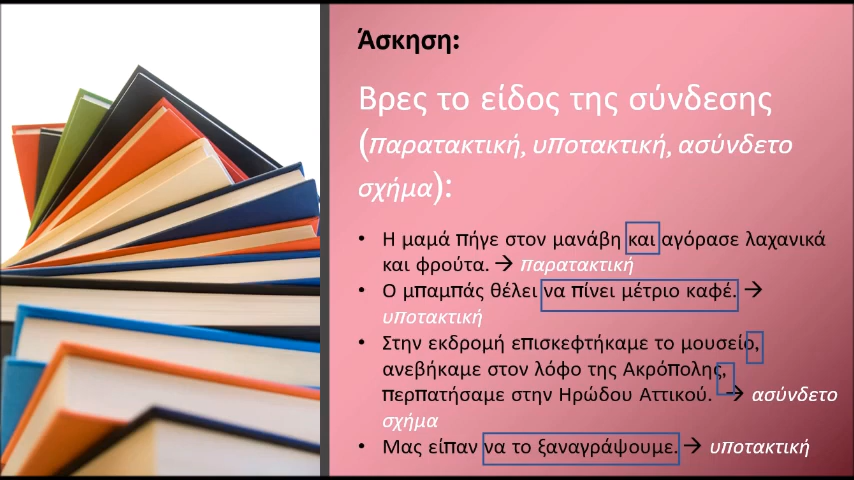 Άσκηση:
Βρες το είδος της σύνδεσης
(παρατακτική, υποτακτική, ασύνδετο
σχήμα):
• Η μαμά πήγε στον μανάβη και αγόρασε λαχανικά
και φρούτα. → παρατακτική
• Ο μπαμπάς θέλει να πίνει μέτριο καφέ. →
υποτακτική
• Στην εκδρομή επισκεφτήκαμε το μουσείο,
ανεβήκαμε στον λόφο της Ακρόπολης,
περπατήσαμε στην Ηρώδου Αττικού. → ασύνδετο
σχήμα
• Μας είπαν να το ξαναγράψουμε. → υποτακτική